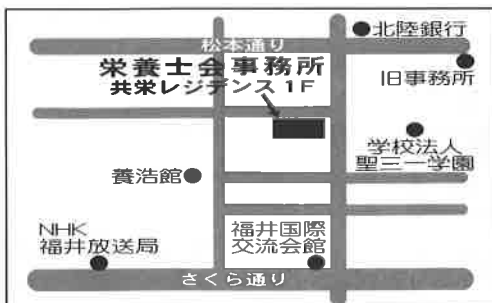 北陸銀行
松本通り
栄養士会事務所
共栄レジデンス1F
旧事務所
学校法人
聖三一学園
養浩館
NHK
福井放送局
福井国際
交流会館
さくら通り